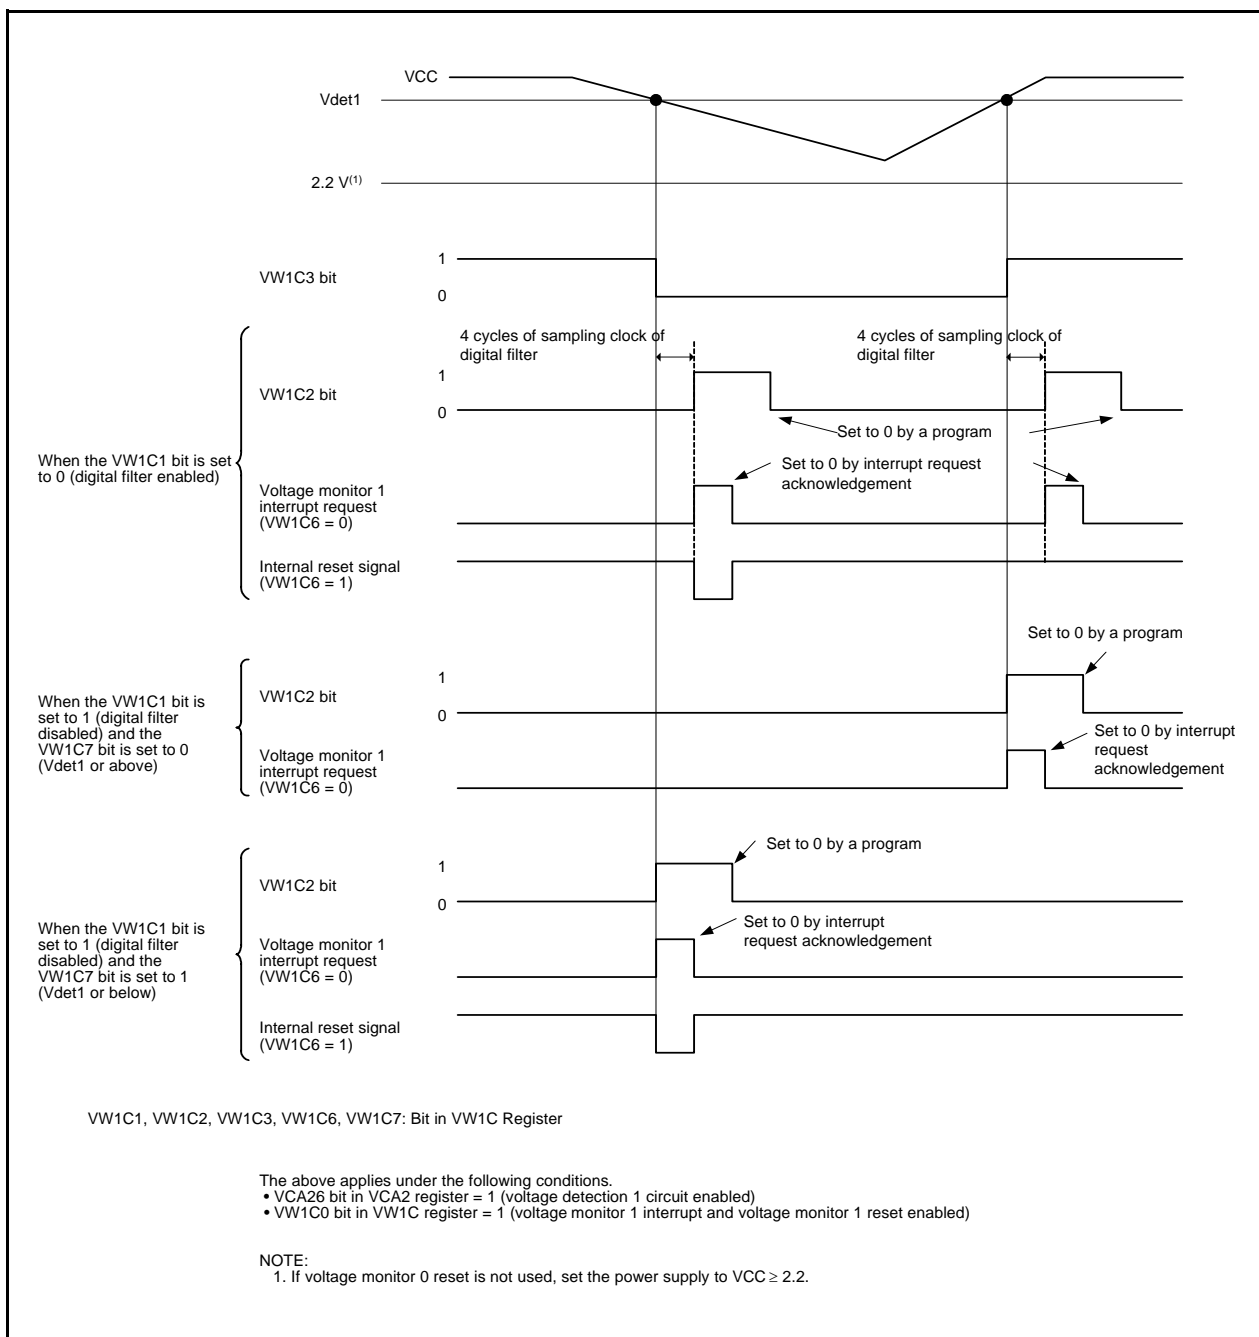 VCC
Vdet1
2.2 V(1)
1
VW1C3 bit
0
4 cycles of sampling clock of
digital filter
4 cycles of sampling clock of
digital filter
1
VW1C2 bit
0
Set to 0 by a program
When the VW1C1 bit is set
to 0 (digital filter enabled)
Set to 0 by interrupt request
acknowledgement
Voltage monitor 1
interrupt request
(VW1C6 = 0)
Internal reset signal
(VW1C6 = 1)
Set to 0 by a program
1
VW1C2 bit
0
When the VW1C1 bit is
set to 1 (digital filter
disabled) and the
VW1C7 bit is set to 0
(Vdet1 or above)
Set to 0 by interrupt
request
acknowledgement
Voltage monitor 1
interrupt request
(VW1C6 = 0)
Set to 0 by a program
1
VW1C2 bit
0
When the VW1C1 bit is
set to 1 (digital filter
disabled) and the
VW1C7 bit is set to 1
(Vdet1 or below)
Set to 0 by interrupt
request acknowledgement
Voltage monitor 1
interrupt request
(VW1C6 = 0)
Internal reset signal
(VW1C6 = 1)
VW1C1, VW1C2, VW1C3, VW1C6, VW1C7: Bit in VW1C Register
The above applies under the following conditions.
• VCA26 bit in VCA2 register = 1 (voltage detection 1 circuit enabled)
• VW1C0 bit in VW1C register = 1 (voltage monitor 1 interrupt and voltage monitor 1 reset enabled)
NOTE:
1. If voltage monitor 0 reset is not used, set the power supply to VCC ≥ 2.2.